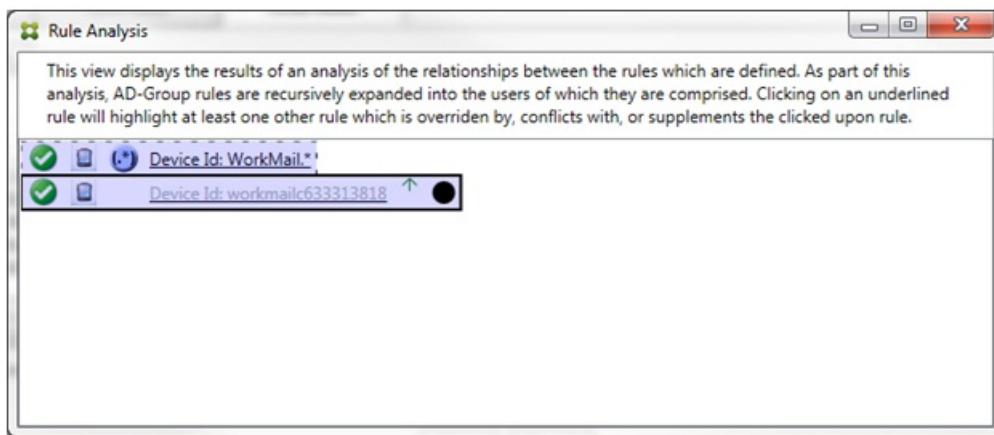 Rule Analysis
This view displays the results of an analysis of the relationships between the rules which are defined. As part of this
analysis, AD-Group rules are recursively expanded into the users of which they are comprised. Clicking on an underlined
rule will highlight at least one other rule which is overriden by, conflicts with, or supplements the clicked upon rule.
(.*) Device Id: WorkMail.*
Device Id: workmailc633313818